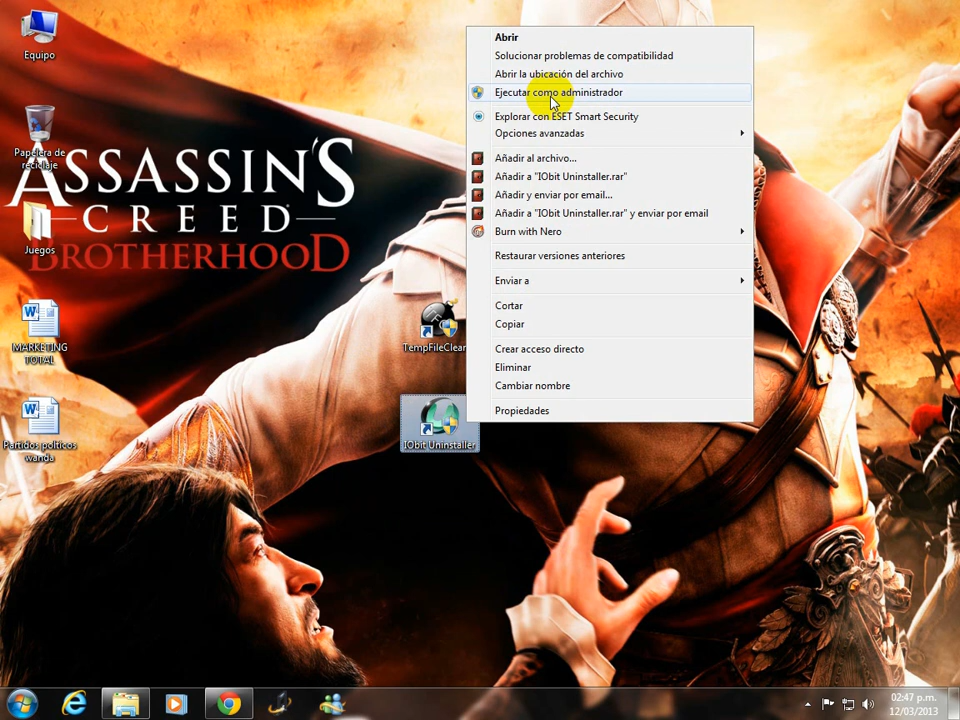 Equipo
Papelera de
reciclaje
Juegos
MARKETING
TOTAL
Partidos politicos
wanda
ASSASSIN'S
CREED
BROTHERHOOD
TempFileClean
IObit Uninstaller
Abrir
Solucionar problemas de compatibilidad
Abrir la ubicación del archivo
Ejecutar como administrador
Explorar con ESET Smart Security
Opciones avanzadas
Añadir al archivo...
Añadir a "IObit Uninstaller.rar"
Añadir y enviar por email...
Añadir a "IObit Uninstaller.rar" y enviar por email
Burn with Nero
Restaurar versiones anteriores
Enviar a
Cortar
Copiar
Crear acceso directo
Eliminar
Cambiar nombre
Propiedades
02:47 p.m.
12/03/2013